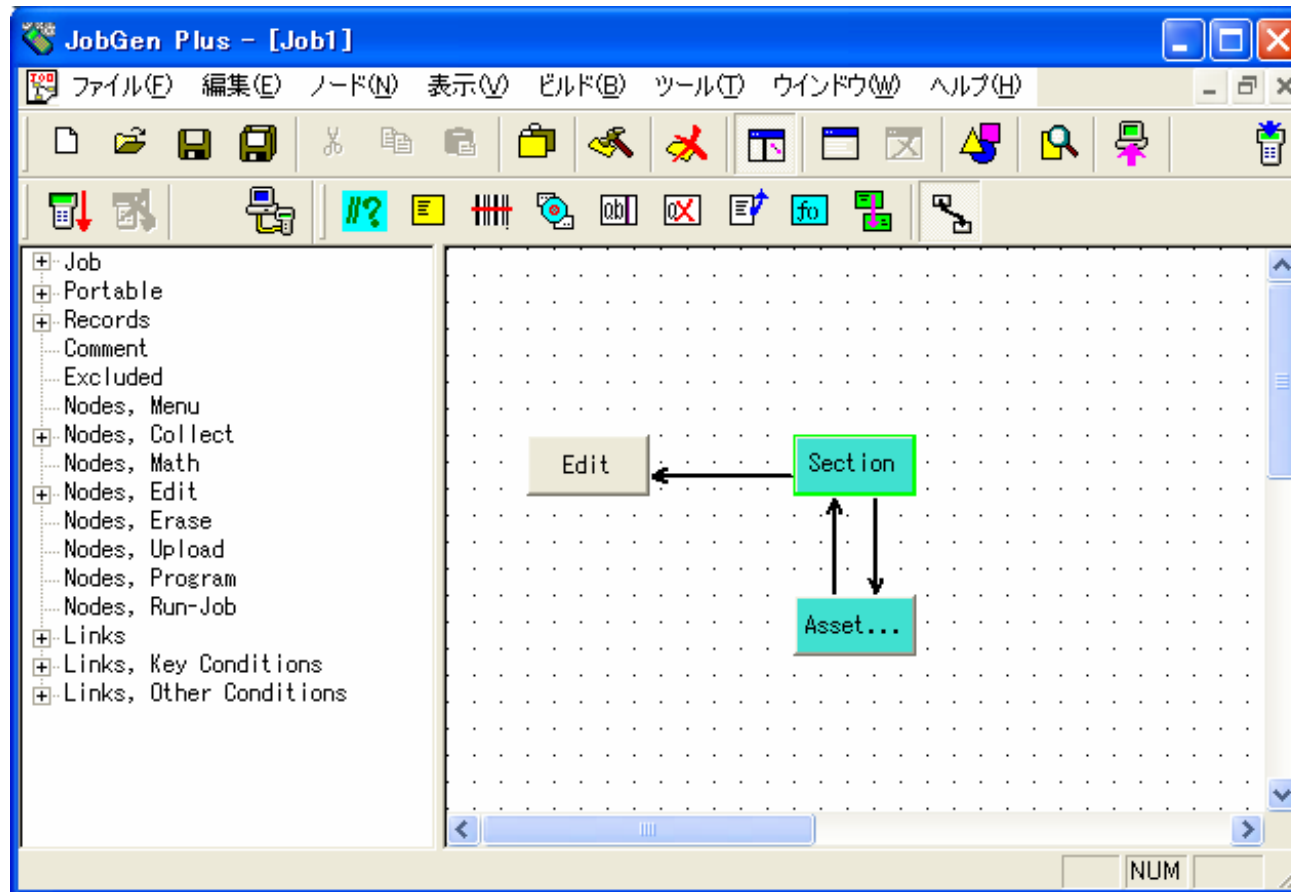 JobGen Plus - [Job1]
ファイル(F) 編集(E) ノード(N) 表示(V) ビルド(B) ツール(T) ウインドウ(W) ヘルプ(H)
//? ab fo
Job
Portable
Records
Comment
Excluded
Nodes, Menu
Nodes, Collect
Nodes, Math
Nodes, Edit
Nodes, Erase
Nodes, Upload
Nodes, Program
Nodes, Run-Job
Links
Links, Key Conditions
Links, Other Conditions
Edit
Section
Asset...
NUM